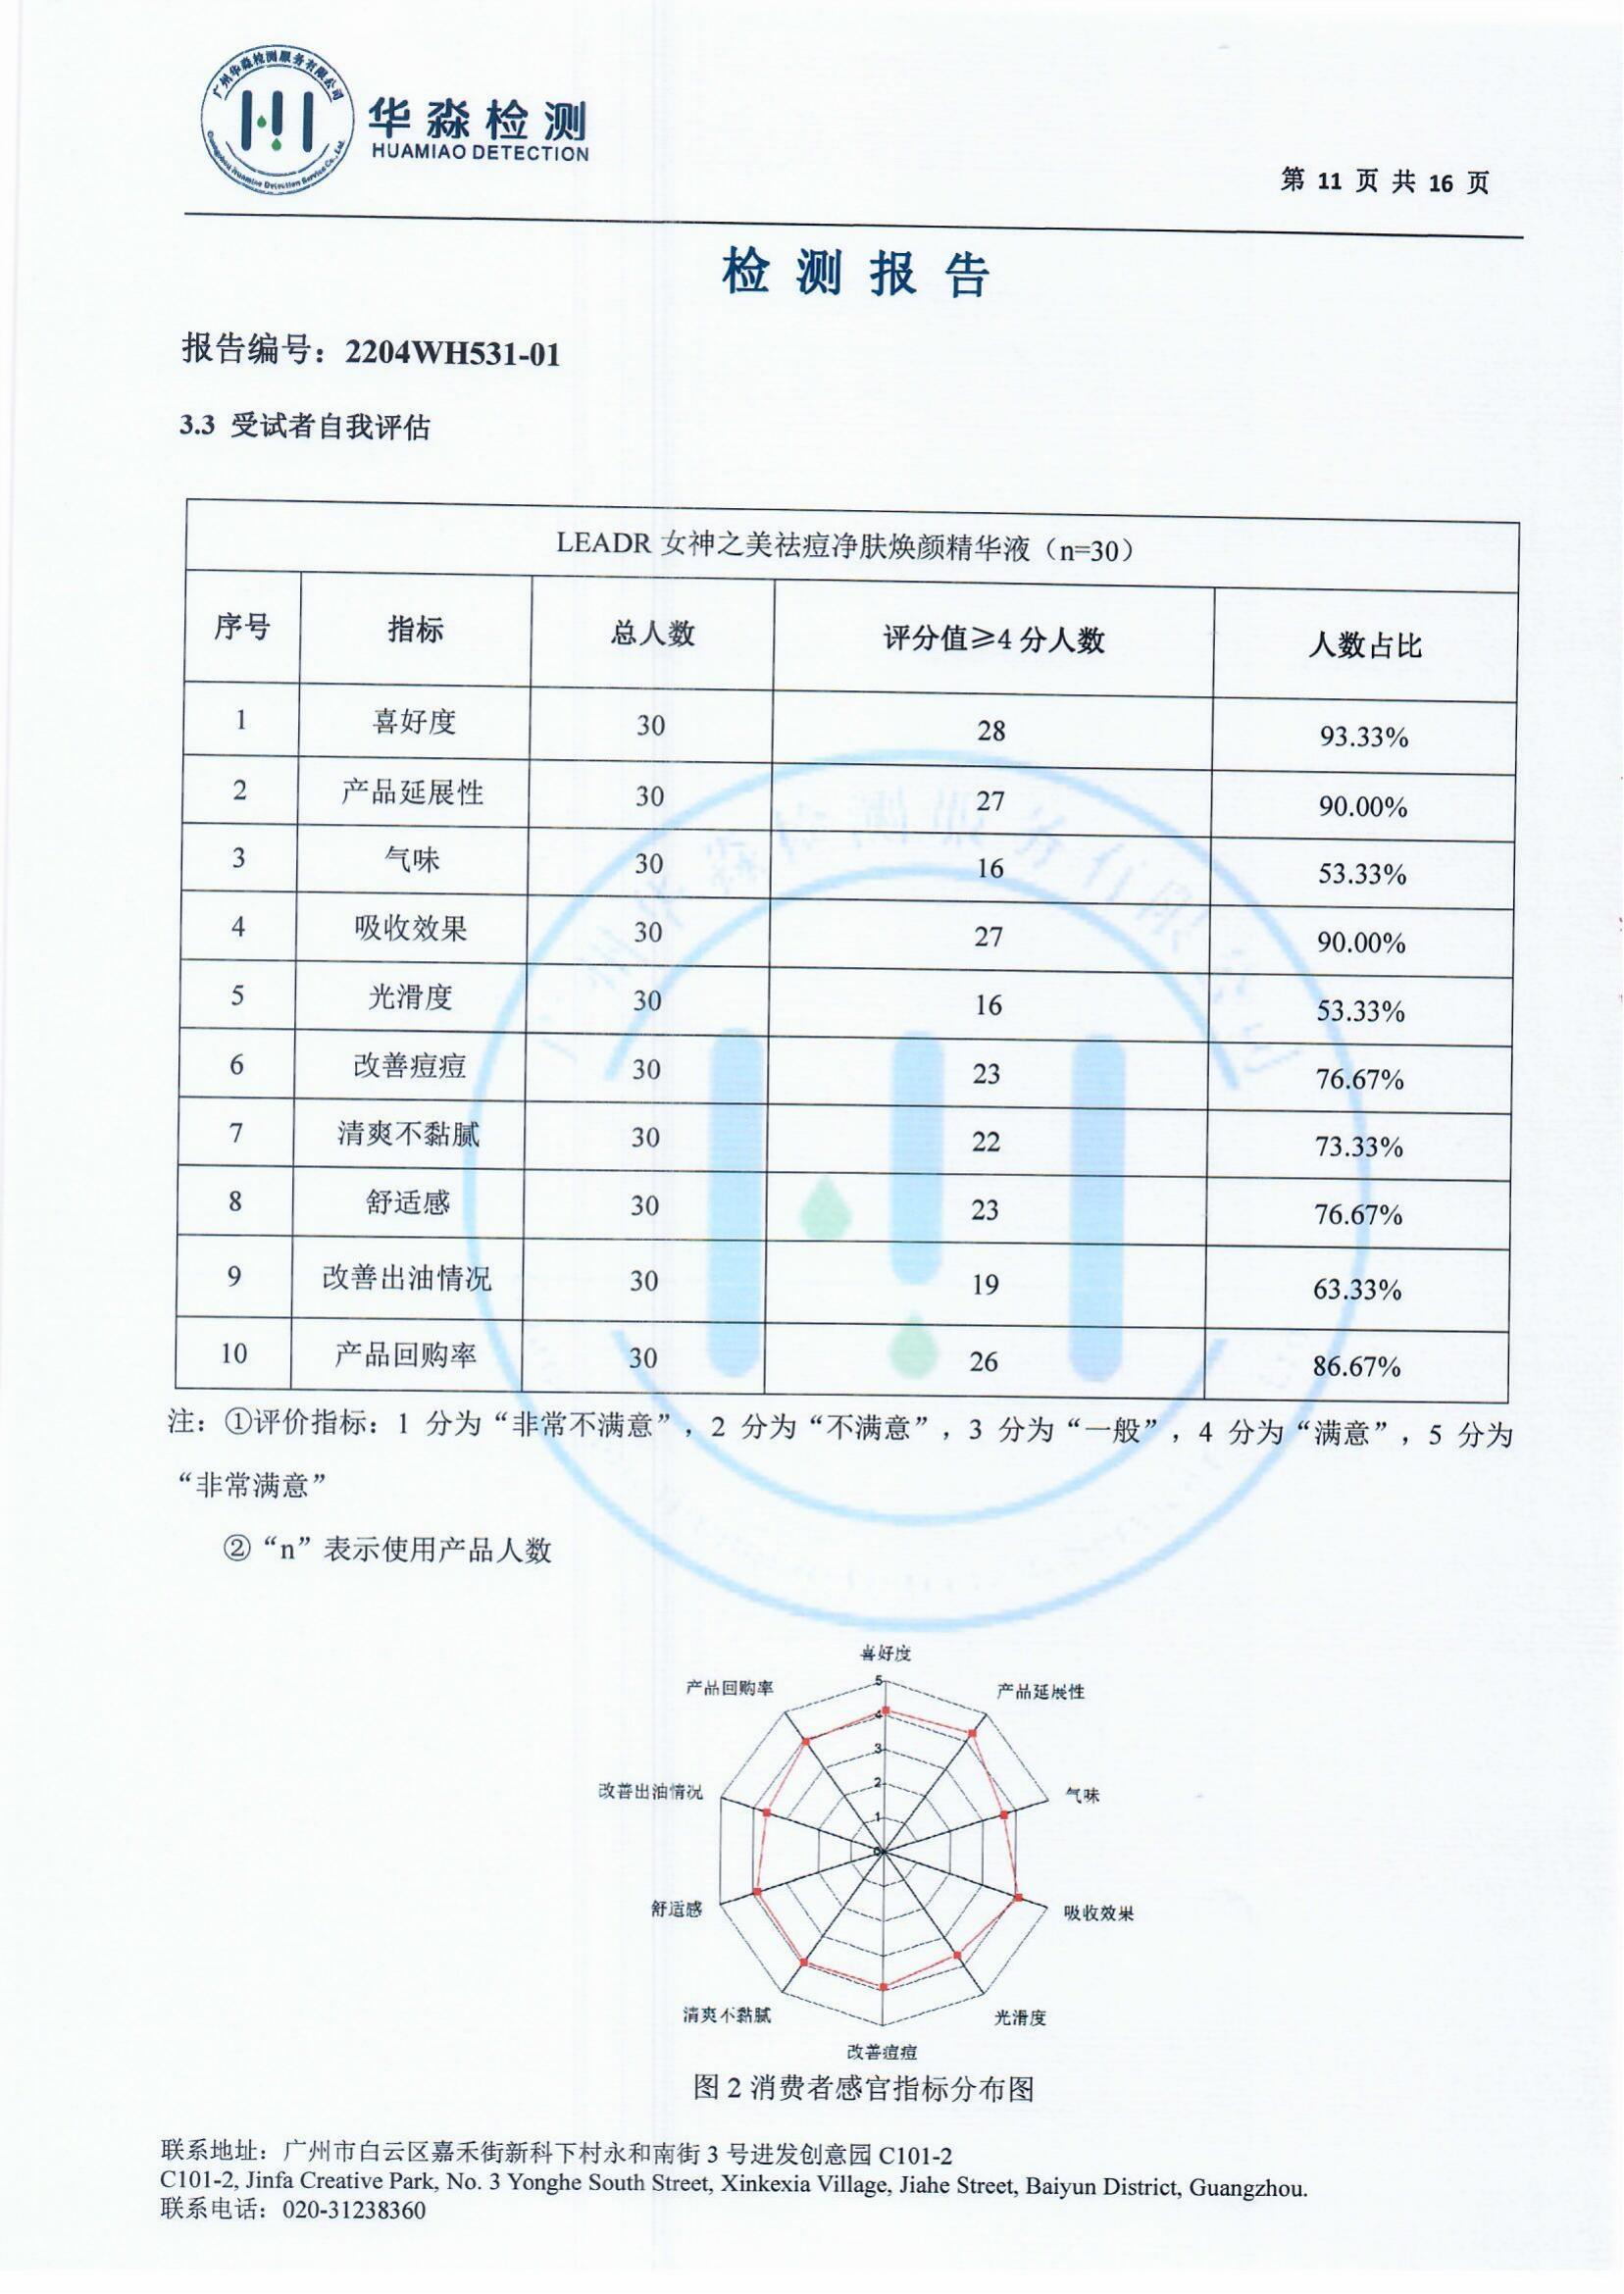 广州华淼检测服务有限公司
Guangzhou Huamiao Detection Service Co., Ltd.
华淼检测
HUAMIAO DETECTION
第 11 页 共 16 页
检测报告
报告编号：2204WH531-01
3.3 受试者自我评估
LEADR 女神之美祛痘净肤焕颜精华液（n=30）
序号 指标 总人数 评分值≥4 分人数 人数占比
1 喜好度 30 28 93.33%
2 产品延展性 30 27 90.00%
3 气味 30 16 53.33%
4 吸收效果 30 27 90.00%
5 光滑度 30 16 53.33%
6 改善痘痘 30 23 76.67%
7 清爽不黏腻 30 22 73.33%
8 舒适感 30 23 76.67%
9 改善出油情况 30 19 63.33%
10 产品回购率 30 26 86.67%
注：①评价指标：1 分为“非常不满意”，2 分为“不满意”，3 分为“一般”，4 分为“满意”，5 分为
“非常满意”
②“n”表示使用产品人数
喜好度
产品回购率
产品延展性
5
4
3
2
1
0
改善出油情况
气味
舒适感
吸收效果
清爽不黏腻
光滑度
改善痘痘
图 2 消费者感官指标分布图
联系地址：广州市白云区嘉禾街新科下村永和南街 3 号进发创意园 C101-2
C101-2, Jinfa Creative Park, No. 3 Yonghe South Street, Xinkexia Village, Jiahe Street, Baiyun District, Guangzhou.
联系电话：020-31238360